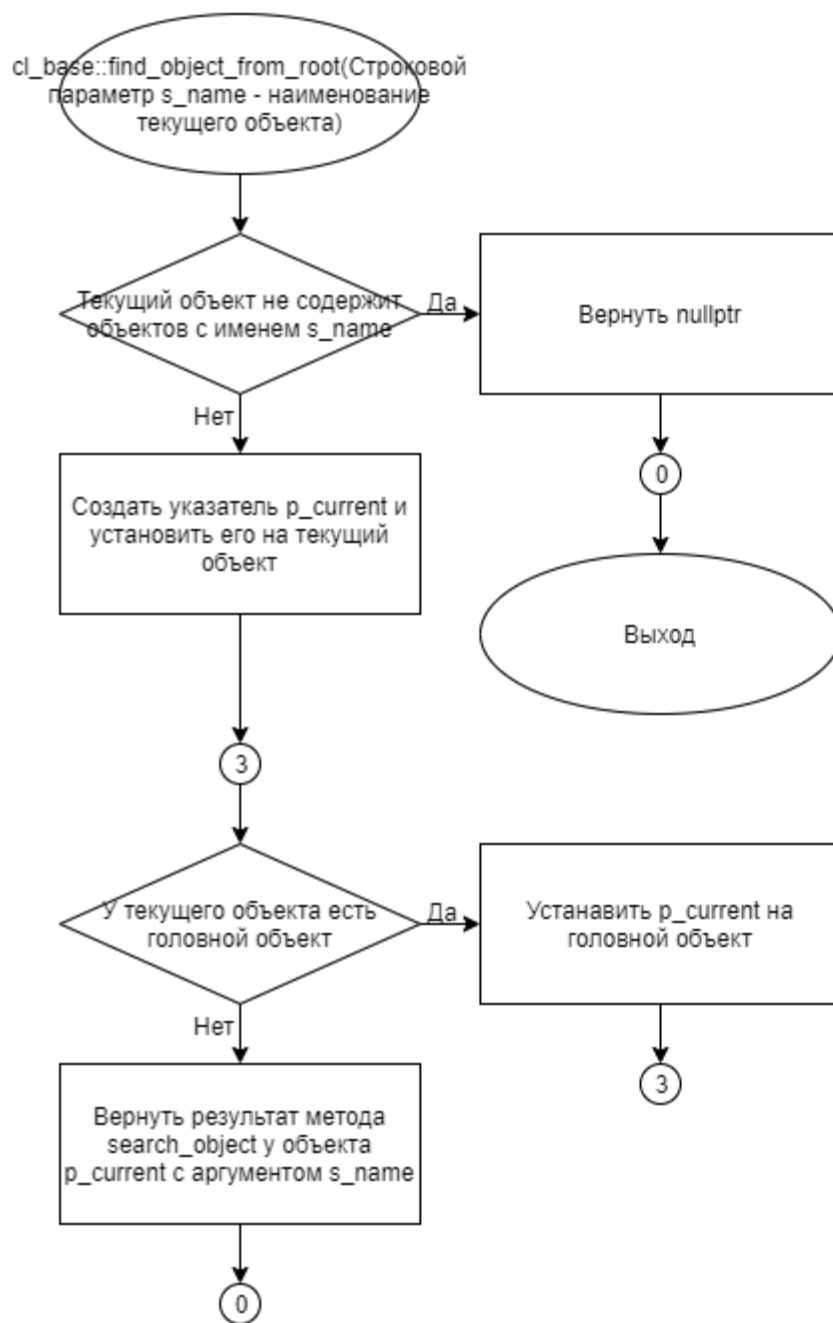 cl_base::find_object_from_root(Строковой
параметр s_name - наименование
текущего объекта)
Текущий объект не содержит
объектов с именем s_name
Да
Вернуть nullptr
Нет
0
Создать указатель p_current и
установить его на текущий
объект
Выход
3
У текущего объекта есть
головной объект
Да
Устанавить p_current на
головной объект
Нет
3
Вернуть результат метода
search_object у объекта
p_current с аргументом s_name
0